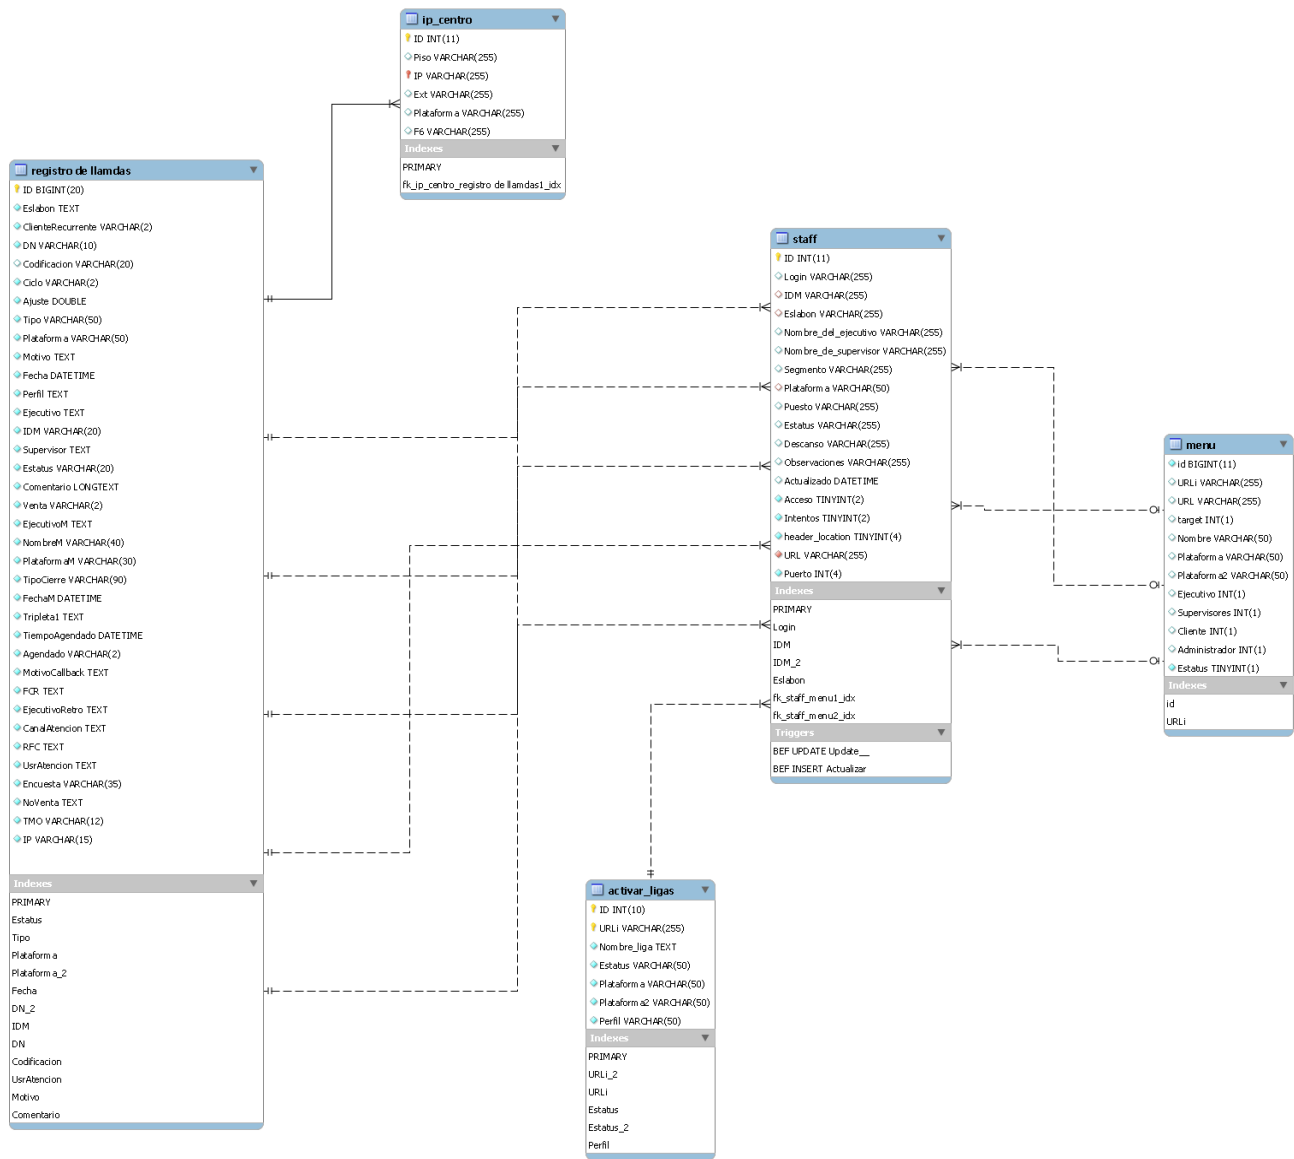 ip_centro
ID INT(11)
Piso VARCHAR(255)
IP VARCHAR(255)
Ext VARCHAR(255)
Plataforma VARCHAR(255)
F6 VARCHAR(255)
Indexes
PRIMARY
fk_ip_centro_registro de llamdas1_idx
registro de llamdas
ID BIGINT(20)
Eslabon TEXT
ClienteRecurrente VARCHAR(2)
DN VARCHAR(10)
Codificacion VARCHAR(20)
Ciclo VARCHAR(2)
Ajuste DOUBLE
Tipo VARCHAR(50)
Plataforma VARCHAR(50)
Motivo TEXT
Fecha DATETIME
Perfil TEXT
Ejecutivo TEXT
IDM VARCHAR(20)
Supervisor TEXT
Estatus VARCHAR(20)
Comentario LONGTEXT
Venta VARCHAR(2)
EjecutivoM TEXT
NombreM VARCHAR(40)
PlataformaM VARCHAR(30)
TipoCierre VARCHAR(90)
FechaM DATETIME
Tripleta1 TEXT
TiempoAgendado DATETIME
Agendado VARCHAR(2)
MotivoCallback TEXT
FCR TEXT
EjecutivoRetro TEXT
CanalAtencion TEXT
RFC TEXT
UsrAtencion TEXT
Encuesta VARCHAR(35)
NoVenta TEXT
TMO VARCHAR(12)
IP VARCHAR(15)
Indexes
PRIMARY
Estatus
Tipo
Plataforma
Plataforma_2
Fecha
DN_2
IDM
DN
Codificacion
UsrAtencion
Motivo
Comentario
staff
ID INT(11)
Login VARCHAR(255)
IDM VARCHAR(255)
Eslabon VARCHAR(255)
Nombre_del_ejecutivo VARCHAR(255)
Nombre_de_supervisor VARCHAR(255)
Segmento VARCHAR(255)
Plataforma VARCHAR(50)
Puesto VARCHAR(255)
Estatus VARCHAR(255)
Descanso VARCHAR(255)
Observaciones VARCHAR(255)
Actualizado DATETIME
Acceso TINYINT(2)
Intentos TINYINT(2)
header_location TINYINT(4)
URL VARCHAR(255)
Puerto INT(4)
Indexes
PRIMARY
Login
IDM
IDM_2
Eslabon
fk_staff_menu1_idx
fk_staff_menu2_idx
Triggers
BEF UPDATE Update__
BEF INSERT Actualizar
menu
id BIGINT(11)
URLi VARCHAR(255)
URL VARCHAR(255)
target INT(1)
Nombre VARCHAR(50)
Plataforma VARCHAR(50)
Plataforma2 VARCHAR(50)
Ejecutivo INT(1)
Supervisores INT(1)
Cliente INT(1)
Administrador INT(1)
Estatus TINYINT(1)
Indexes
id
URLi
activar_ligas
ID INT(10)
URLi VARCHAR(255)
Nombre_liga TEXT
Estatus VARCHAR(50)
Plataforma VARCHAR(50)
Plataforma2 VARCHAR(50)
Perfil VARCHAR(50)
Indexes
PRIMARY
URLi_2
URLi
Estatus
Estatus_2
Perfil